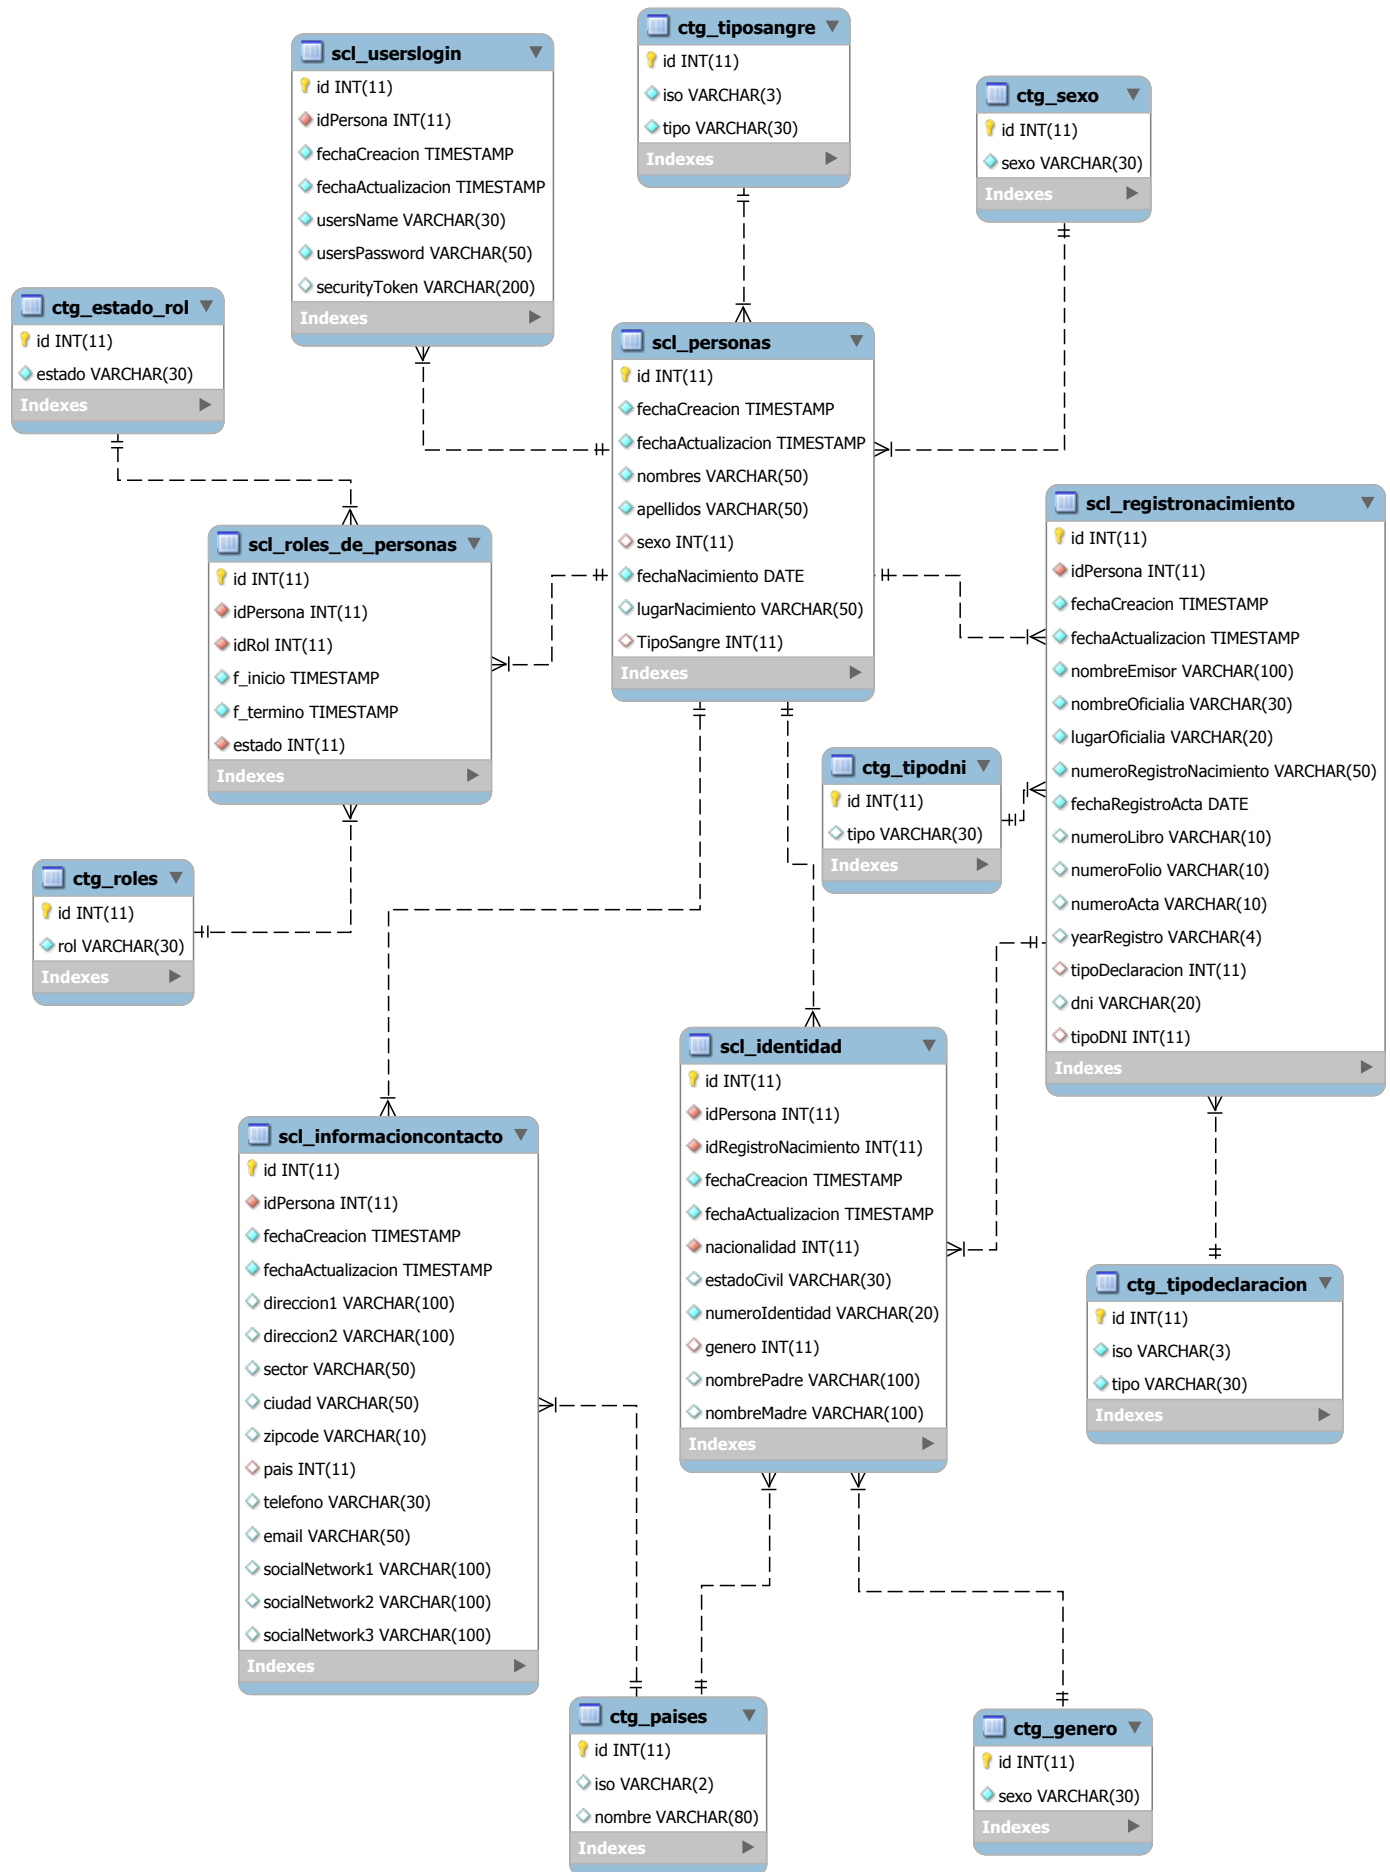 ctg_tiposangre
id INT(11)
iso VARCHAR(3)
tipo VARCHAR(30)
Indexes
scl_userslogin
id INT(11)
idPersona INT(11)
fechaCreacion TIMESTAMP
fechaActualizacion TIMESTAMP
usersName VARCHAR(30)
usersPassword VARCHAR(50)
securityToken VARCHAR(200)
Indexes
ctg_sexo
id INT(11)
sexo VARCHAR(30)
Indexes
ctg_estado_rol
id INT(11)
estado VARCHAR(30)
Indexes
scl_personas
id INT(11)
fechaCreacion TIMESTAMP
fechaActualizacion TIMESTAMP
nombres VARCHAR(50)
apellidos VARCHAR(50)
sexo INT(11)
fechaNacimiento DATE
lugarNacimiento VARCHAR(50)
TipoSangre INT(11)
Indexes
scl_registronacimiento
id INT(11)
idPersona INT(11)
fechaCreacion TIMESTAMP
fechaActualizacion TIMESTAMP
nombreEmisor VARCHAR(100)
nombreOficialia VARCHAR(30)
lugarOficialia VARCHAR(20)
numeroRegistroNacimiento VARCHAR(50)
fechaRegistroActa DATE
numeroLibro VARCHAR(10)
numeroFolio VARCHAR(10)
numeroActa VARCHAR(10)
yearRegistro VARCHAR(4)
tipoDeclaracion INT(11)
dni VARCHAR(20)
tipoDNI INT(11)
Indexes
scl_roles_de_personas
id INT(11)
idPersona INT(11)
idRol INT(11)
f_inicio TIMESTAMP
f_termino TIMESTAMP
estado INT(11)
Indexes
ctg_tipodni
id INT(11)
tipo VARCHAR(30)
Indexes
ctg_roles
id INT(11)
rol VARCHAR(30)
Indexes
scl_identidad
id INT(11)
idPersona INT(11)
idRegistroNacimiento INT(11)
fechaCreacion TIMESTAMP
fechaActualizacion TIMESTAMP
nacionalidad INT(11)
estadoCivil VARCHAR(30)
numeroIdentidad VARCHAR(20)
genero INT(11)
nombrePadre VARCHAR(100)
nombreMadre VARCHAR(100)
Indexes
scl_informacioncontacto
id INT(11)
idPersona INT(11)
fechaCreacion TIMESTAMP
fechaActualizacion TIMESTAMP
direccion1 VARCHAR(100)
direccion2 VARCHAR(100)
sector VARCHAR(50)
ciudad VARCHAR(50)
zipcode VARCHAR(10)
pais INT(11)
telefono VARCHAR(30)
email VARCHAR(50)
socialNetwork1 VARCHAR(100)
socialNetwork2 VARCHAR(100)
socialNetwork3 VARCHAR(100)
Indexes
ctg_tipodeclaracion
id INT(11)
iso VARCHAR(3)
tipo VARCHAR(30)
Indexes
ctg_paises
id INT(11)
iso VARCHAR(2)
nombre VARCHAR(80)
Indexes
ctg_genero
id INT(11)
sexo VARCHAR(30)
Indexes